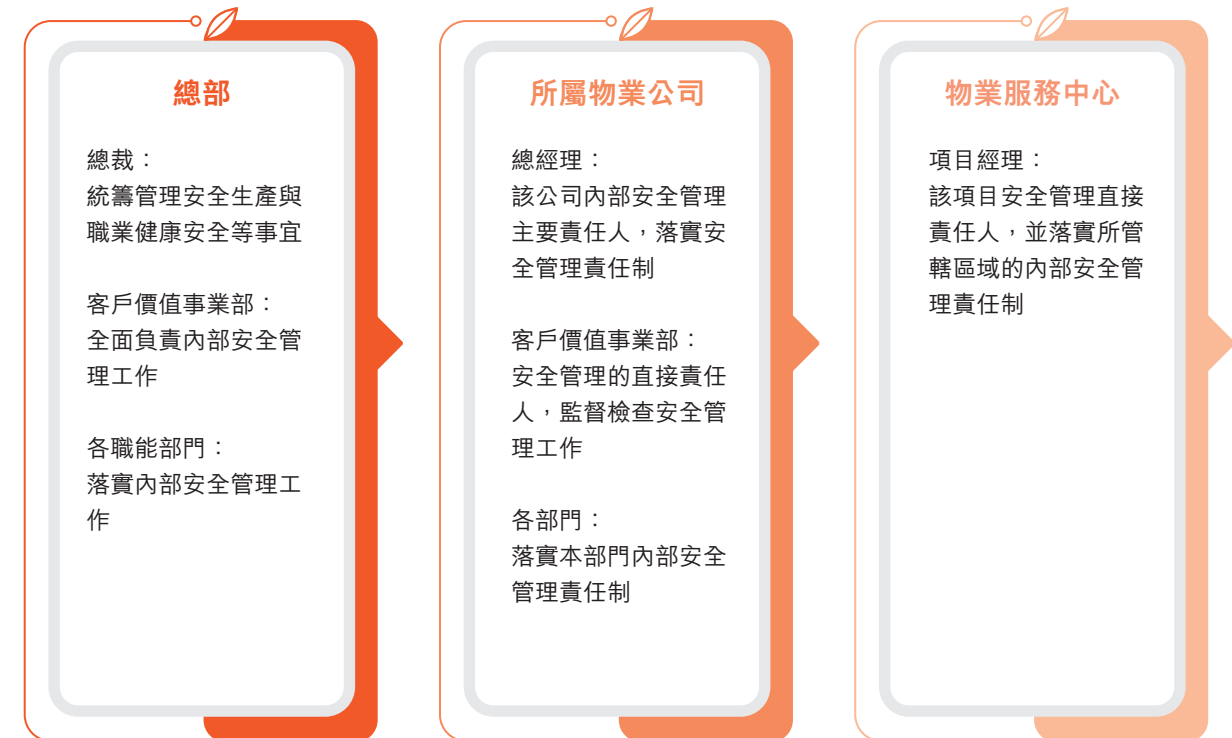 總部
總裁：
統籌管理安全生產與
職業健康安全等事宜
客戶價值事業部：
全面負責內部安全管
理工作
各職能部門：
落實內部安全管理工
作
所屬物業公司
總經理：
該公司內部安全管理
主要責任人，落實安
全管理責任制
客戶價值事業部：
安全管理的直接責任
人，監督檢查安全管
理工作
各部門：
落實本部門內部安全
管理責任制
物業服務中心
項目經理：
該項目安全管理直接
責任人，並落實所管
轄區域的內部安全管
理責任制